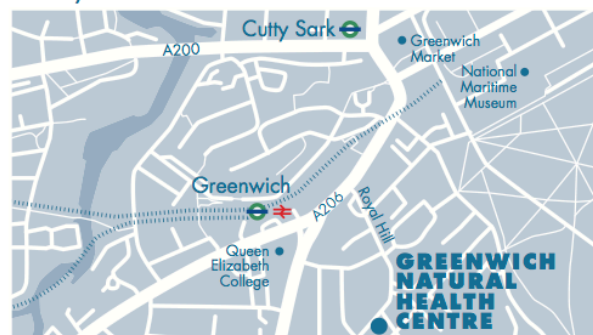 Cutty Sark
A200
Greenwich
Market
National
Maritime
Museum
Greenwich
A206
Royal Hill
Queen
Elizabeth
College
GREENWICH
NATURAL
HEALTH
CENTRE